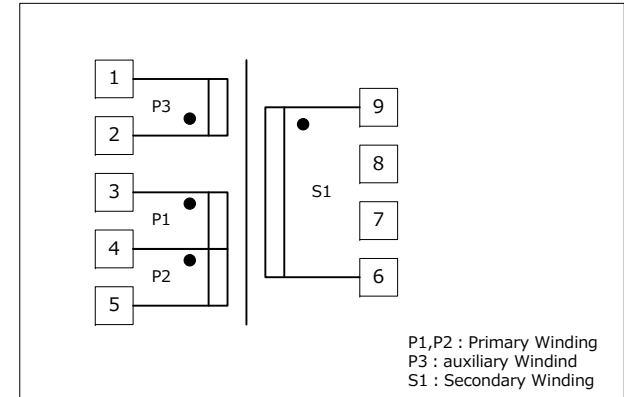 1
P3
2
3
P1
4
P2
5
9
8
S1
7
6
P1,P2 : Primary Winding
P3 : auxiliary Windind
S1 : Secondary Winding